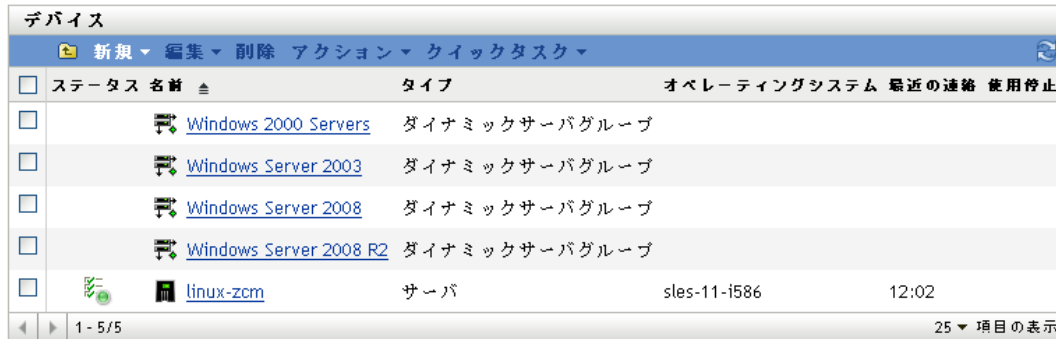 デバイス
新規 編集 削除 アクション クイックタスク
ステータス 名前 タイプ オペレーティングシステム 最近の連絡 使用停止
Windows 2000 Servers ダイナミックサーバグループ
Windows Server 2003 ダイナミックサーバグループ
Windows Server 2008 ダイナミックサーバグループ
Windows Server 2008 R2 ダイナミックサーバグループ
linux-zcm サーバ sles-11-i586 12:02
1 - 5/5 25 項目の表示